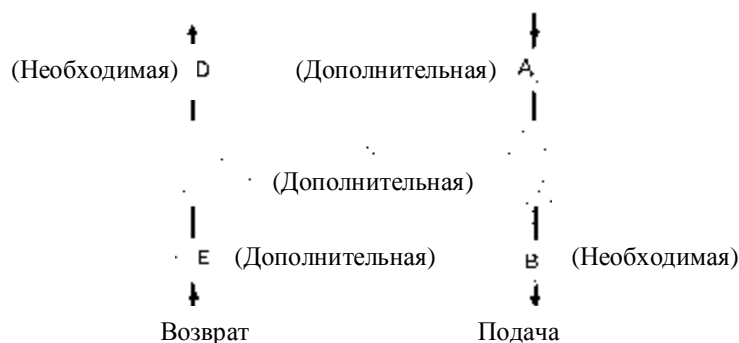 (Необходимая) D (Дополнительная) A
(Дополнительная)
E (Дополнительная) B (Необходимая)
Возврат Подача